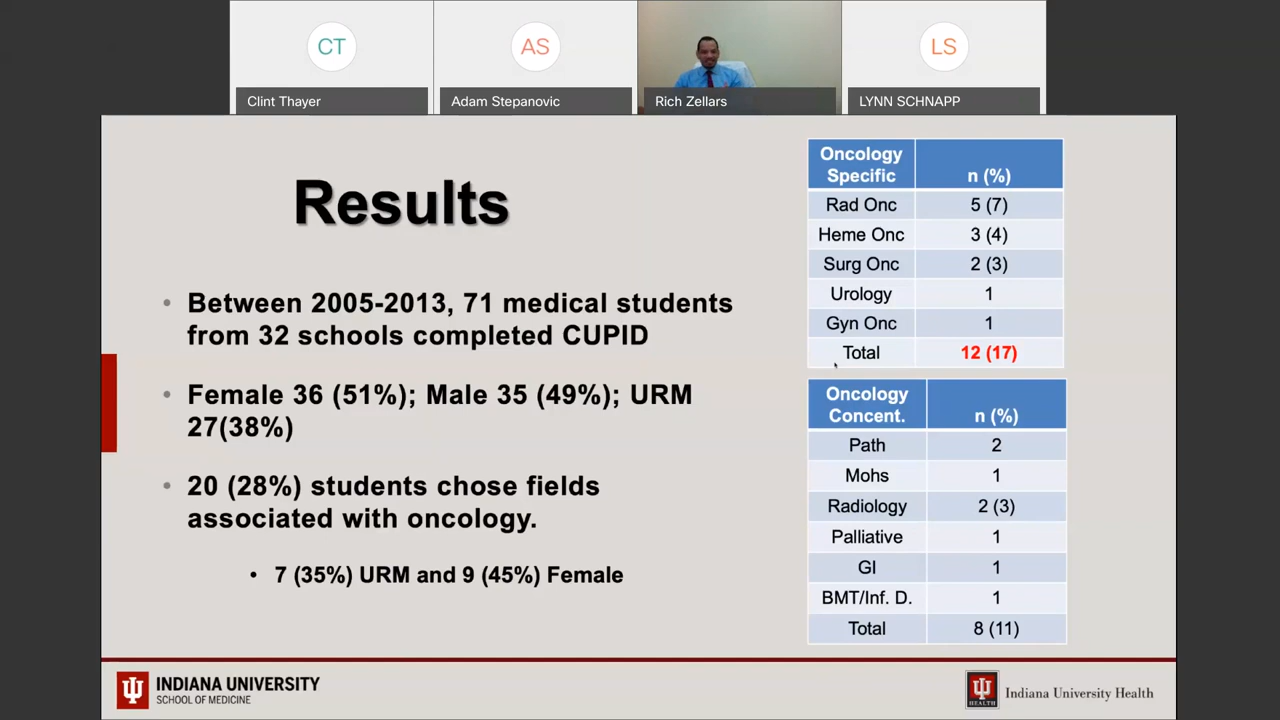 CT
AS
LS
Clint Thayer
Adam Stepanovic
Rich Zellars
LYNN SCHNAPP
Results
• Between 2005-2013, 71 medical students
from 32 schools completed CUPID
• Female 36 (51%); Male 35 (49%); URM
27(38%)
• 20 (28%) students chose fields
associated with oncology.
• 7 (35%) URM and 9 (45%) Female
Oncology
Specific n (%)
Rad Onc 5 (7)
Heme Onc 3 (4)
Surg Onc 2 (3)
Urology 1
Gyn Onc 1
Total 12 (17)
Oncology
Concent. n (%)
Path 2
Mohs 1
Radiology 2 (3)
Palliative 1
GI 1
BMT/Inf. D. 1
Total 8 (11)
INDIANA UNIVERSITY
SCHOOL OF MEDICINE
HEALTH
Indiana University Health